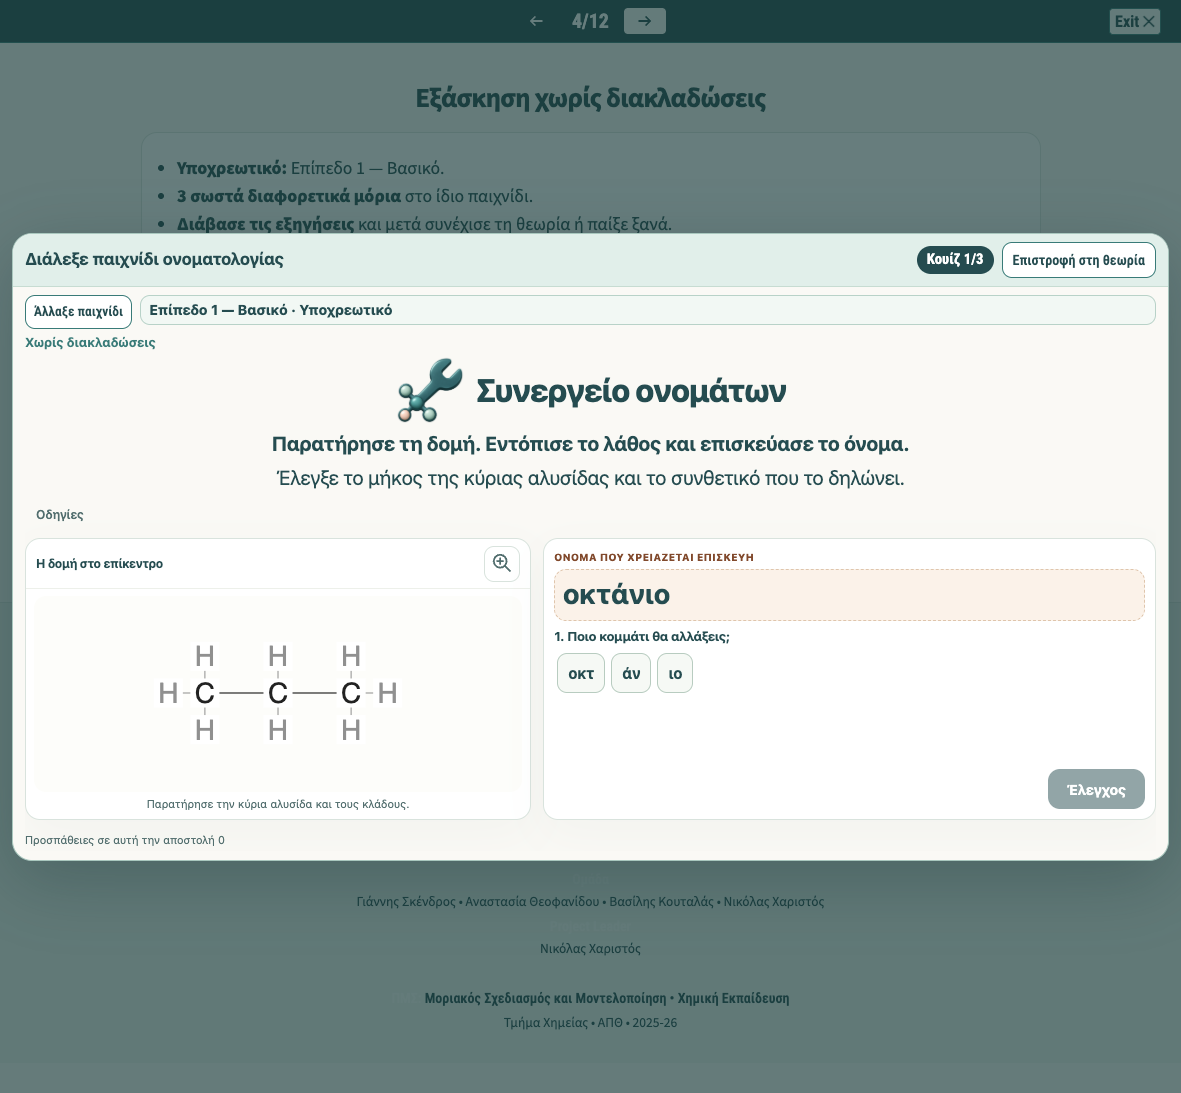 4/12
Exit
Εξάσκηση χωρίς διακλαδώσεις
Υποχρεωτικό: Επίπεδο 1 — Βασικό.
3 σωστά διαφορετικά μόρια στο ίδιο παιχνίδι.
Διάβασε τις εξηγήσεις και μετά συνέχισε τη θεωρία ή παίξε ξανά.
Διάλεξε παιχνίδι ονοματολογίας
Κουίζ 1/3
Επιστροφή στη θεωρία
Άλλαξε παιχνίδι
Επίπεδο 1 — Βασικό · Υποχρεωτικό
Χωρίς διακλαδώσεις
Συνεργείο ονομάτων
Παρατήρησε τη δομή. Εντόπισε το λάθος και επισκεύασε το όνομα.
Έλεγξε το μήκος της κύριας αλυσίδας και το συνθετικό που το δηλώνει.
Οδηγίες
Η δομή στο επίκεντρο
H H H
H C C C H
H H H
Παρατήρησε την κύρια αλυσίδα και τους κλάδους.
ΟΝΟΜΑ ΠΟΥ ΧΡΕΙΑΖΕΤΑΙ ΕΠΙΣΚΕΥΗ
οκτάνιο
1. Ποιο κομμάτι θα αλλάξεις;
οκτ άν ιο
Έλεγχος
Προσπάθειες σε αυτή την αποστολή 0
Γιάννης Σκένδρος • Αναστασία Θεοφανίδου • Βασίλης Κουταλάς • Νικόλας Χαριστός
Νικόλας Χαριστός
Μοριακός Σχεδιασμός και Μοντελοποίηση • Χημική Εκπαίδευση
Τμήμα Χημείας • ΑΠΘ • 2025-26